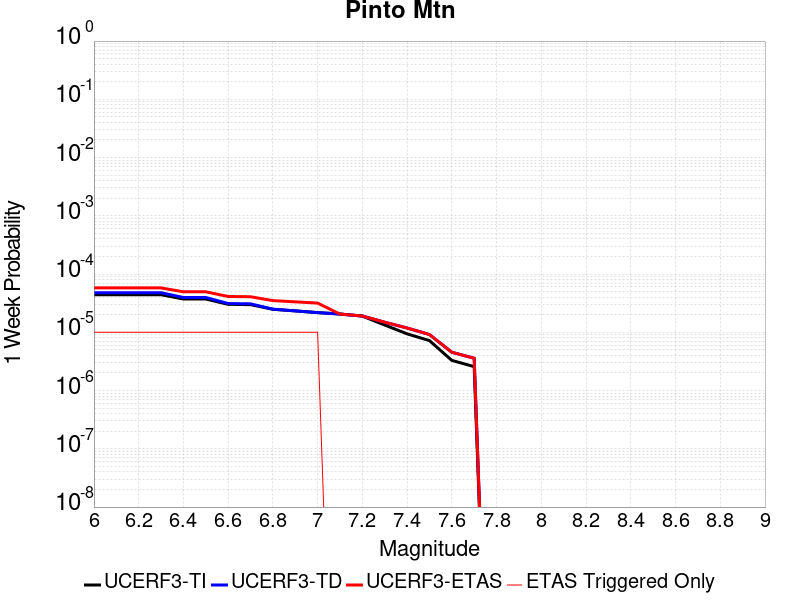 Pinto Mtn
10^0
10^-1
10^-2
10^-3
10^-4
10^-5
10^-6
10^-7
10^-8
1 Week Probability
6 6.2 6.4 6.6 6.8 7 7.2 7.4 7.6 7.8 8 8.2 8.4 8.6 8.8 9
Magnitude
UCERF3-TI UCERF3-TD UCERF3-ETAS ETAS Triggered Only